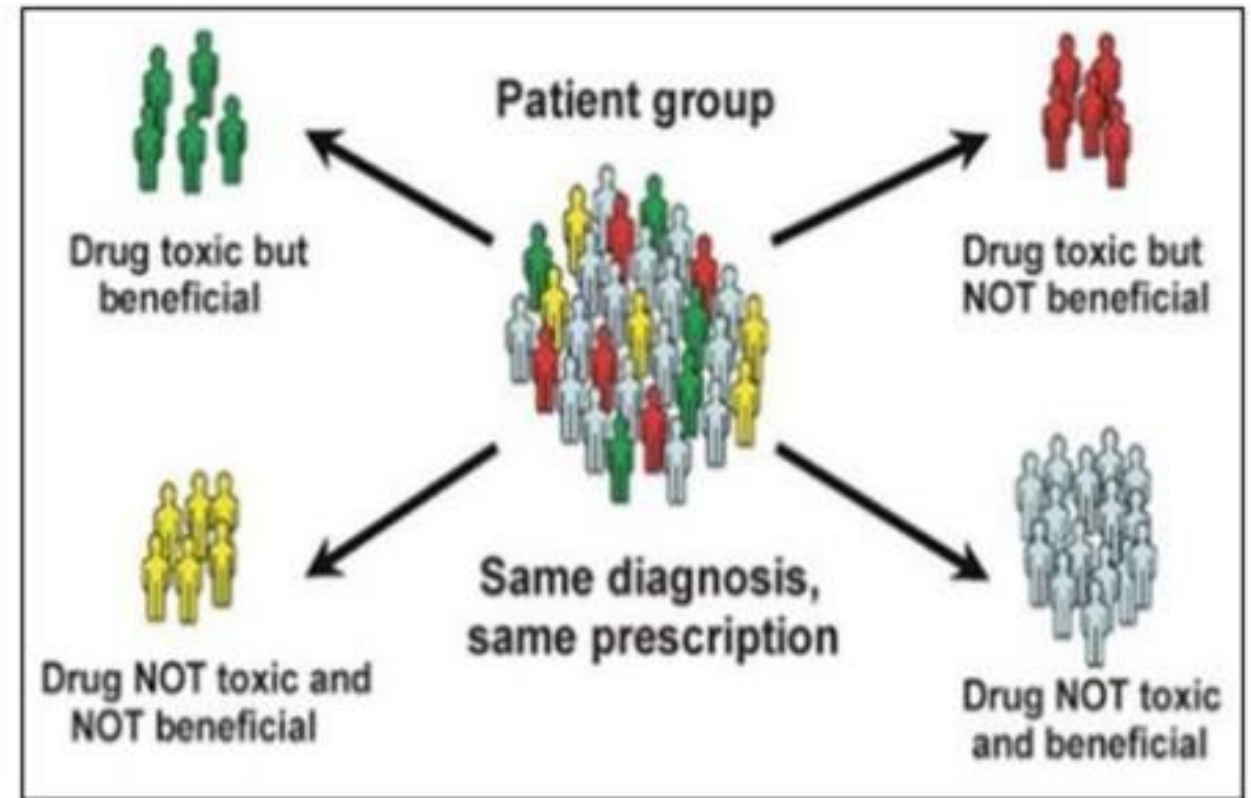 Patient group
Drug toxic but
beneficial
Drug toxic but
NOT beneficial
Same diagnosis,
same prescription
Drug NOT toxic and
NOT beneficial
Drug NOT toxic
and beneficial